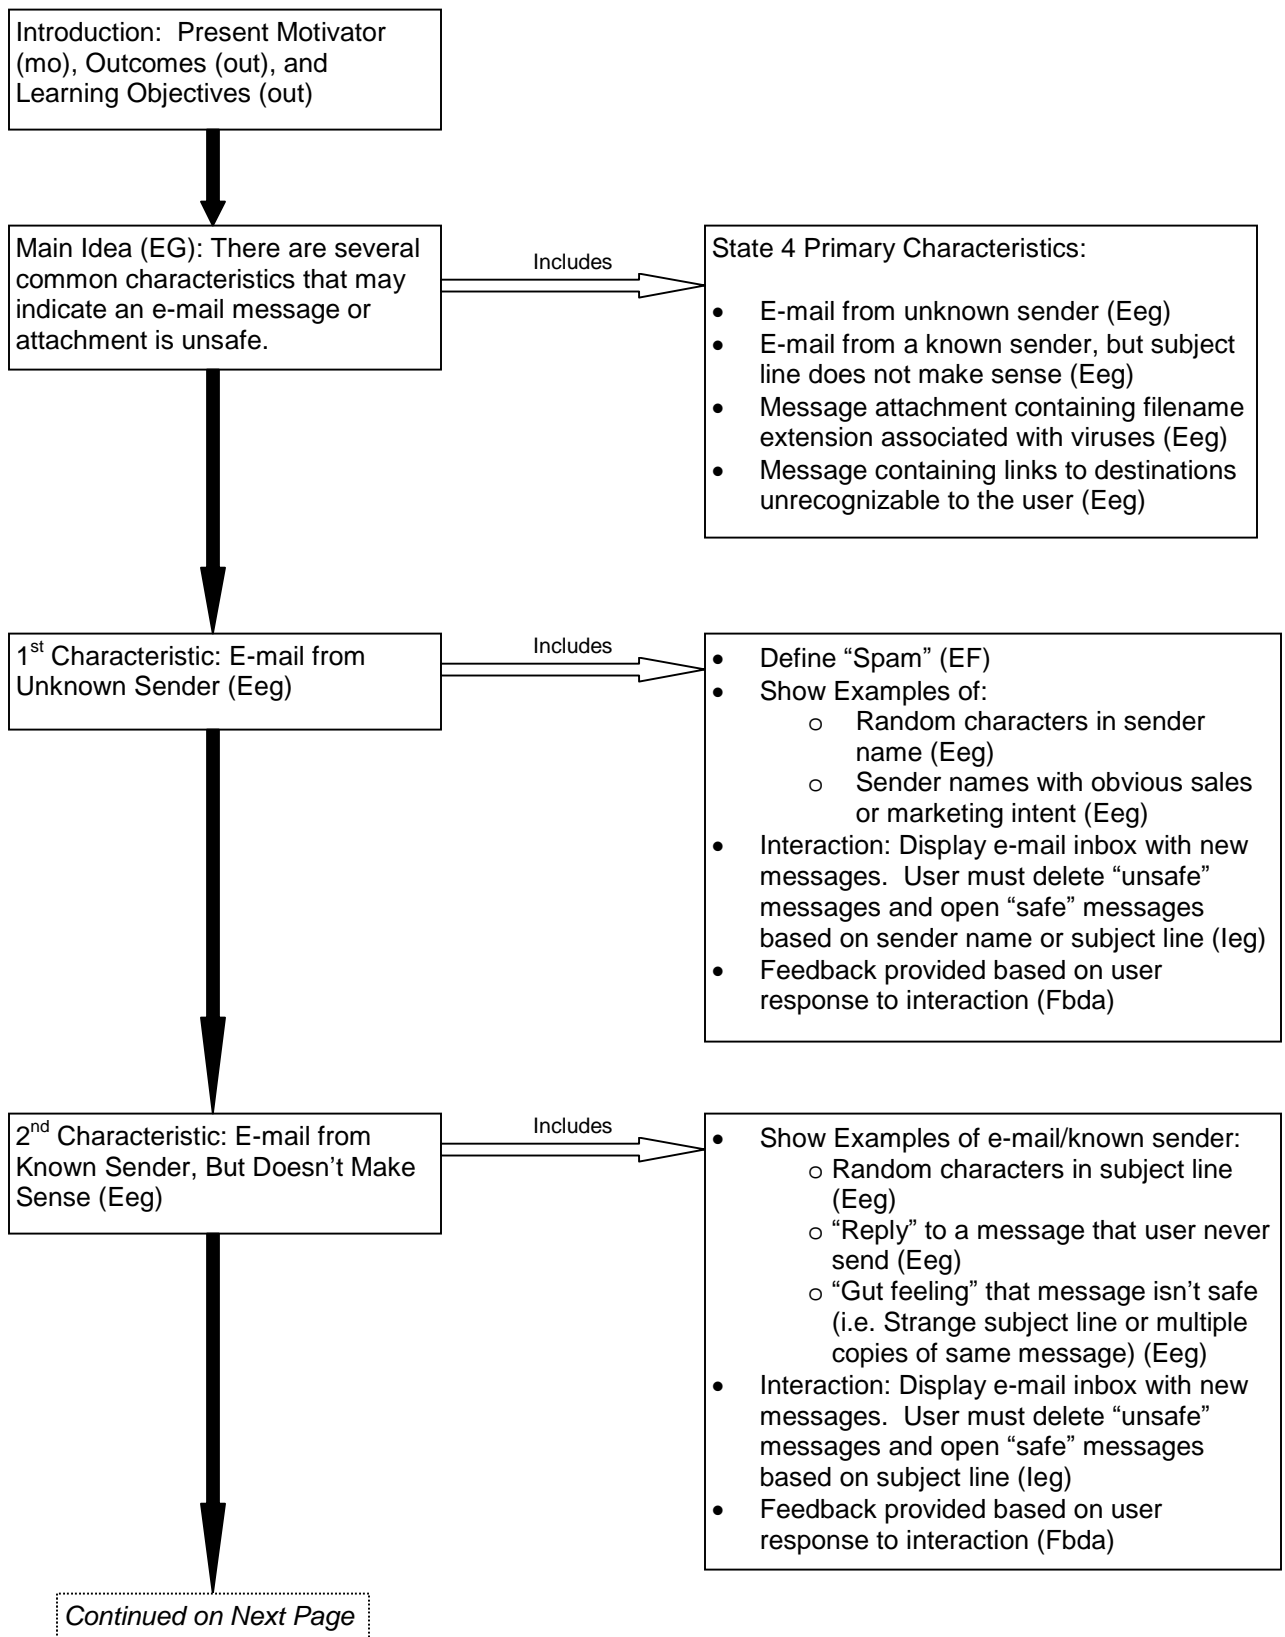 Introduction:  Present Motivator
(mo), Outcomes (out), and
Learning Objectives (out)
Main Idea (EG): There are several
common characteristics that may
indicate an e-mail message or
attachment is unsafe.
Includes
State 4 Primary Characteristics:
• E-mail from unknown sender (Eeg)
• E-mail from a known sender, but subject
line does not make sense (Eeg)
• Message attachment containing filename
extension associated with viruses (Eeg)
• Message containing links to destinations
unrecognizable to the user (Eeg)
1st Characteristic: E-mail from
Unknown Sender (Eeg)
Includes
• Define “Spam” (EF)
• Show Examples of:
o Random characters in sender
name (Eeg)
o Sender names with obvious sales
or marketing intent (Eeg)
• Interaction: Display e-mail inbox with new
messages.  User must delete “unsafe”
messages and open “safe” messages
based on sender name or subject line (Ieg)
• Feedback provided based on user
response to interaction (Fbda)
2nd Characteristic: E-mail from
Known Sender, But Doesn’t Make
Sense (Eeg)
Includes
• Show Examples of e-mail/known sender:
o Random characters in subject line
(Eeg)
o “Reply” to a message that user never
send (Eeg)
o “Gut feeling” that message isn’t safe
(i.e. Strange subject line or multiple
copies of same message) (Eeg)
• Interaction: Display e-mail inbox with new
messages.  User must delete “unsafe”
messages and open “safe” messages
based on subject line (Ieg)
• Feedback provided based on user
response to interaction (Fbda)
Continued on Next Page